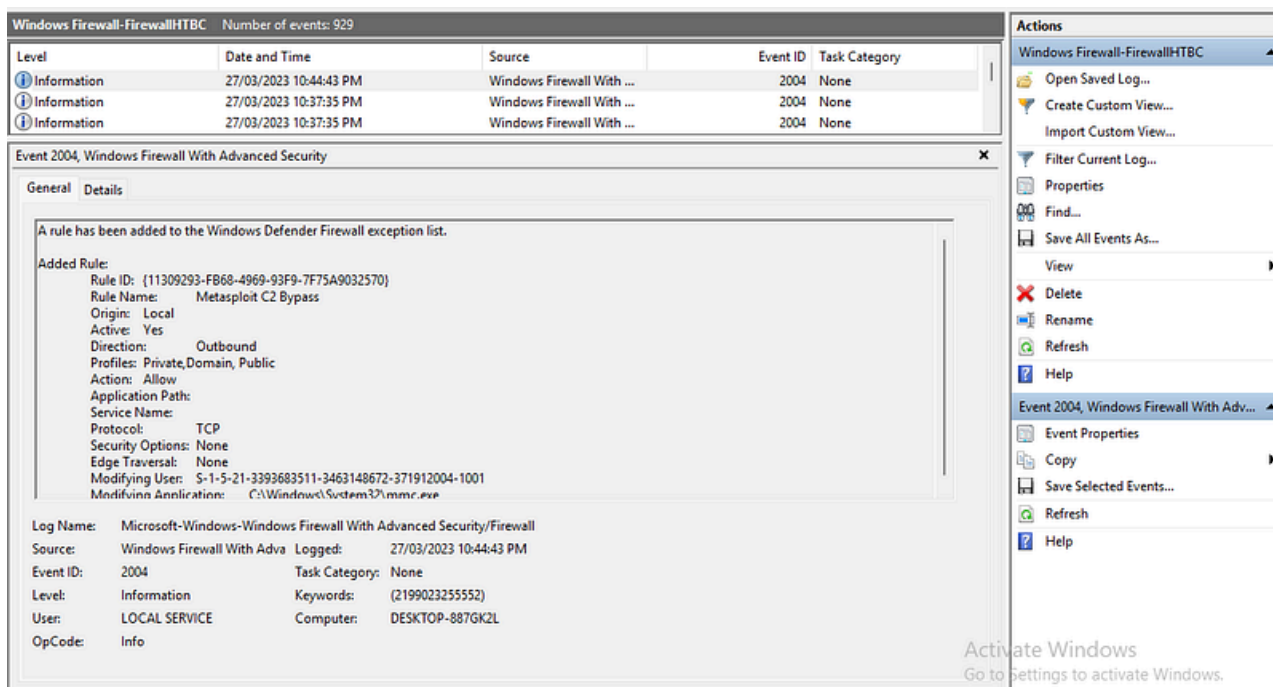 Windows Firewall-FirewallHTBC Number of events: 929
Level Date and Time Source Event ID Task Category
Information 27/03/2023 10:44:43 PM Windows Firewall With ... 2004 None
Information 27/03/2023 10:37:35 PM Windows Firewall With ... 2004 None
Information 27/03/2023 10:37:35 PM Windows Firewall With ... 2004 None
Event 2004, Windows Firewall With Advanced Security
General Details
A rule has been added to the Windows Defender Firewall exception list.
Added Rule:
Rule ID: {11309293-FB68-4969-93F9-7F75A9032570}
Rule Name: Metasploit C2 Bypass
Origin: Local
Active: Yes
Direction: Outbound
Profiles: Private,Domain, Public
Action: Allow
Application Path:
Service Name:
Protocol: TCP
Security Options: None
Edge Traversal: None
Modifying User: S-1-5-21-3393683511-3463148672-371912004-1001
Modifying Application: C:\Windows\System32\mmc.exe
Log Name: Microsoft-Windows-Windows Firewall With Advanced Security/Firewall
Source: Windows Firewall With Adva Logged: 27/03/2023 10:44:43 PM
Event ID: 2004 Task Category: None
Level: Information Keywords: (2199023255552)
User: LOCAL SERVICE Computer: DESKTOP-887GK2L
OpCode: Info
Actions
Windows Firewall-FirewallHTBC
Open Saved Log...
Create Custom View...
Import Custom View...
Filter Current Log...
Properties
Find...
Save All Events As...
View
Delete
Rename
Refresh
Help
Event 2004, Windows Firewall With Adv...
Event Properties
Copy
Save Selected Events...
Refresh
Help
Activate Windows
Go to Settings to activate Windows.